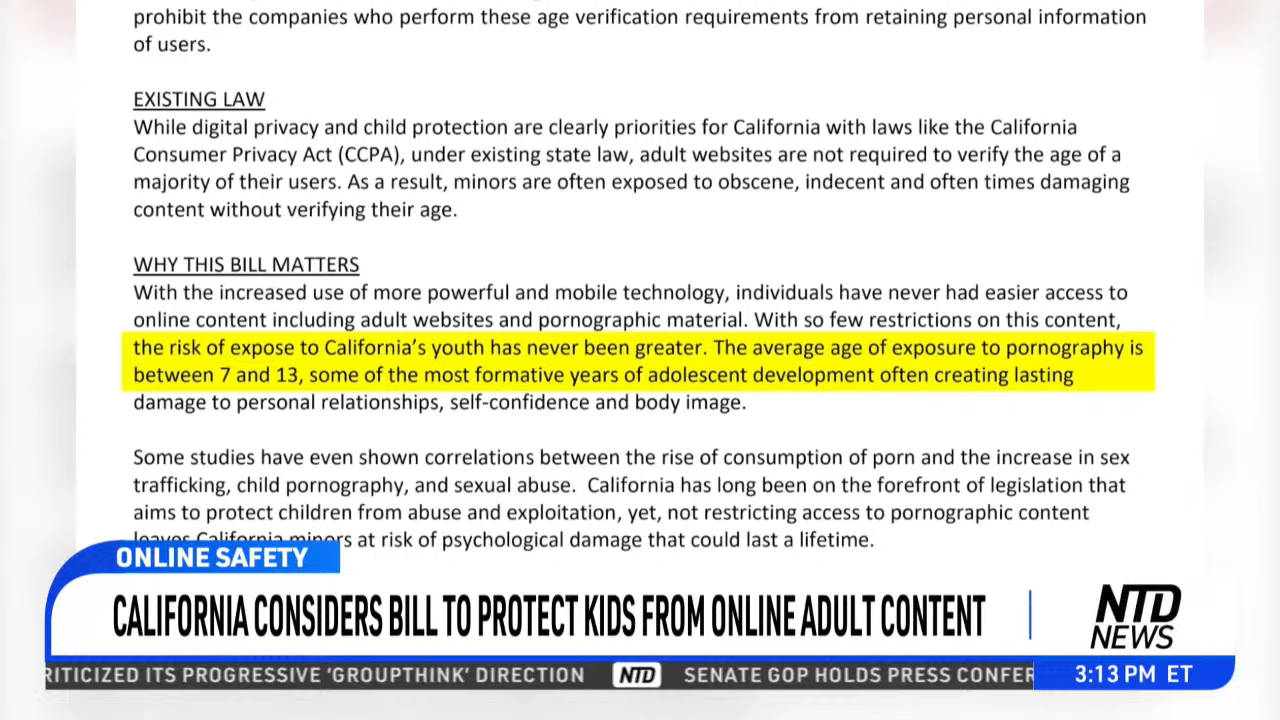 prohibit the companies who perform these age verification requirements from retaining personal information
of users.
EXISTING LAW
While digital privacy and child protection are clearly priorities for California with laws like the California
Consumer Privacy Act (CCPA), under existing state law, adult websites are not required to verify the age of a
majority of their users. As a result, minors are often exposed to obscene, indecent and often times damaging
content without verifying their age.
WHY THIS BILL MATTERS
With the increased use of more powerful and mobile technology, individuals have never had easier access to
online content including adult websites and pornographic material. With so few restrictions on this content,
the risk of expose to California's youth has never been greater. The average age of exposure to pornography is
between 7 and 13, some of the most formative years of adolescent development often creating lasting
damage to personal relationships, self-confidence and body image.
Some studies have even shown correlations between the rise of consumption of porn and the increase in sex
trafficking, child pornography, and sexual abuse. California has long been on the forefront of legislation that
aims to protect children from abuse and exploitation, yet, not restricting access to pornographic content
leaves California minors at risk of psychological damage that could last a lifetime.
ONLINE SAFETY
CALIFORNIA CONSIDERS BILL TO PROTECT KIDS FROM ONLINE ADULT CONTENT
NTD
NEWS
RITICIZED ITS PROGRESSIVE 'GROUPTHINK' DIRECTION NTD SENATE GOP HOLDS PRESS CONFER
3:13 PM ET